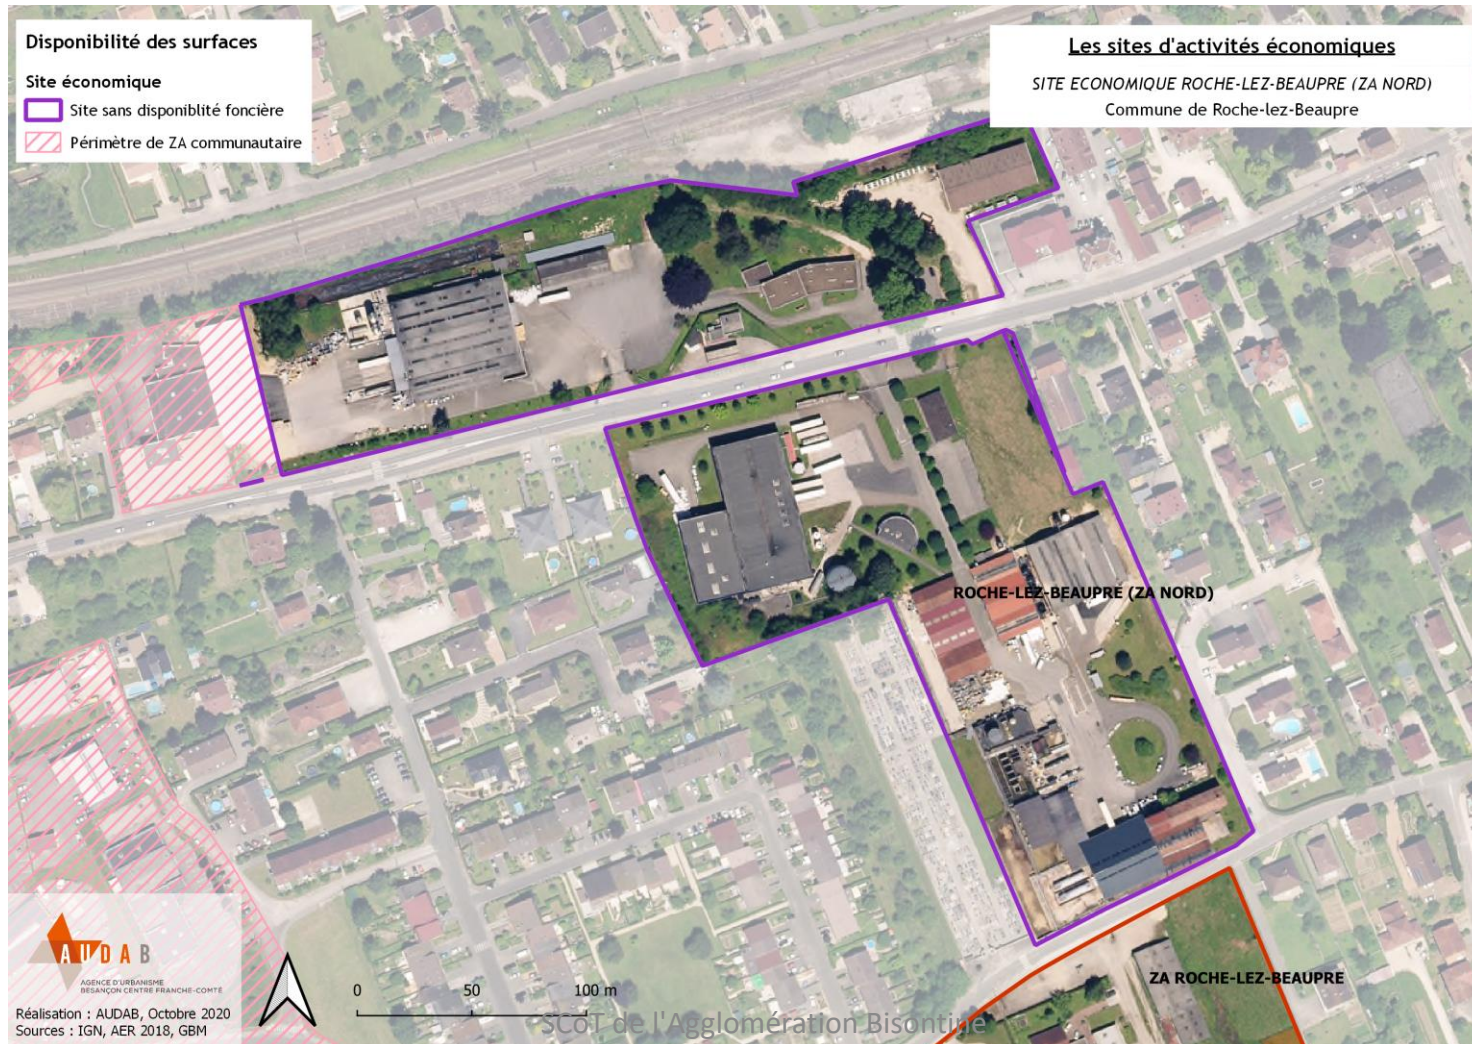 Disponibilité des surfaces
Site économique
Site sans disponiblité foncière
Périmètre de ZA communautaire
Les sites d'activités économiques
SITE ECONOMIQUE ROCHE-LEZ-BEAUPRE (ZA NORD)
Commune de Roche-lez-Beaupre
ROCHE-LEZ-BEAUPRE (ZA NORD)
ZA ROCHE-LEZ-BEAUPRE
AUDAB
AGENCE D'URBANISME
BESANÇON CENTRE FRANCHE-COMTÉ
Réalisation : AUDAB, Octobre 2020
Sources : IGN, AER 2018, GBM
0 50 100 m
SCoT de l'Agglomération Bisontine